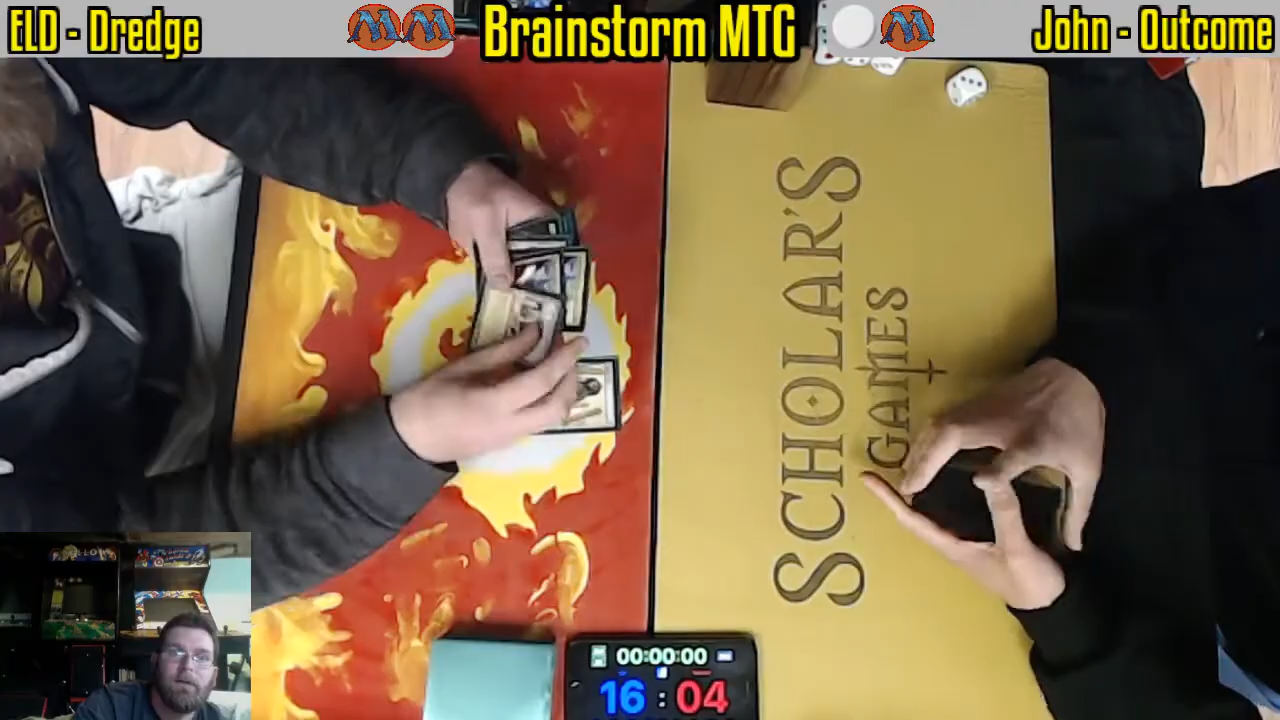 ELD - Dredge
Brainstorm MTG
John - Outcome
SCHOLAR'S
GAMES
00:00:00
16 : 04